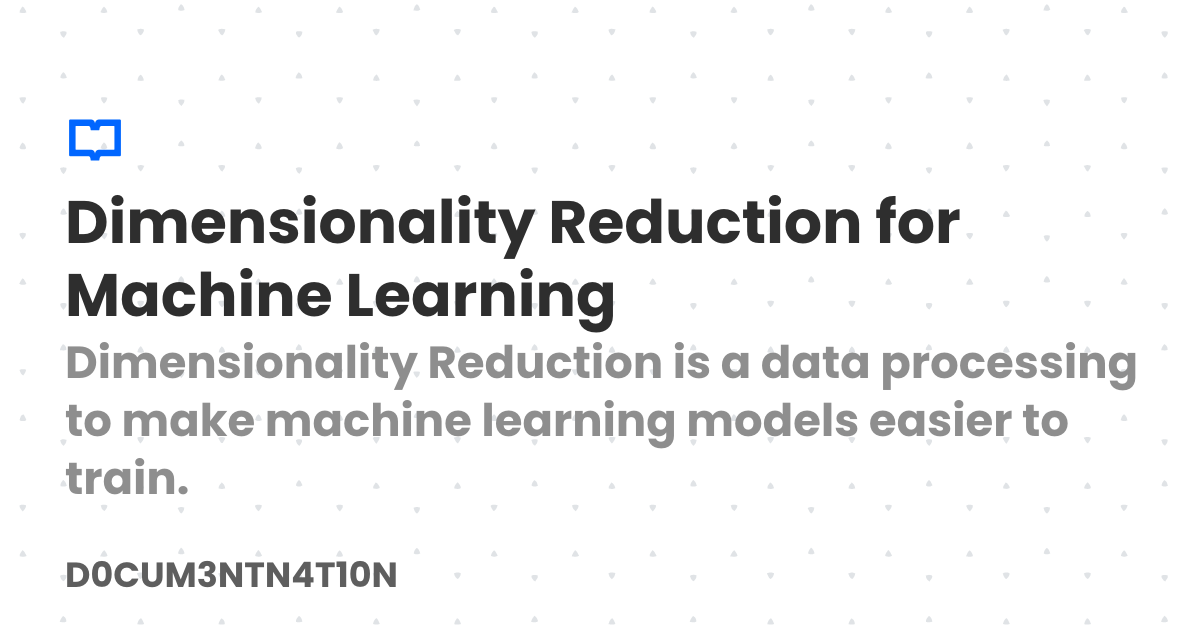 Dimensionality Reduction for
Machine Learning
Dimensionality Reduction is a data processing
to make machine learning models easier to
train.
D0CUM3NTN4T10N